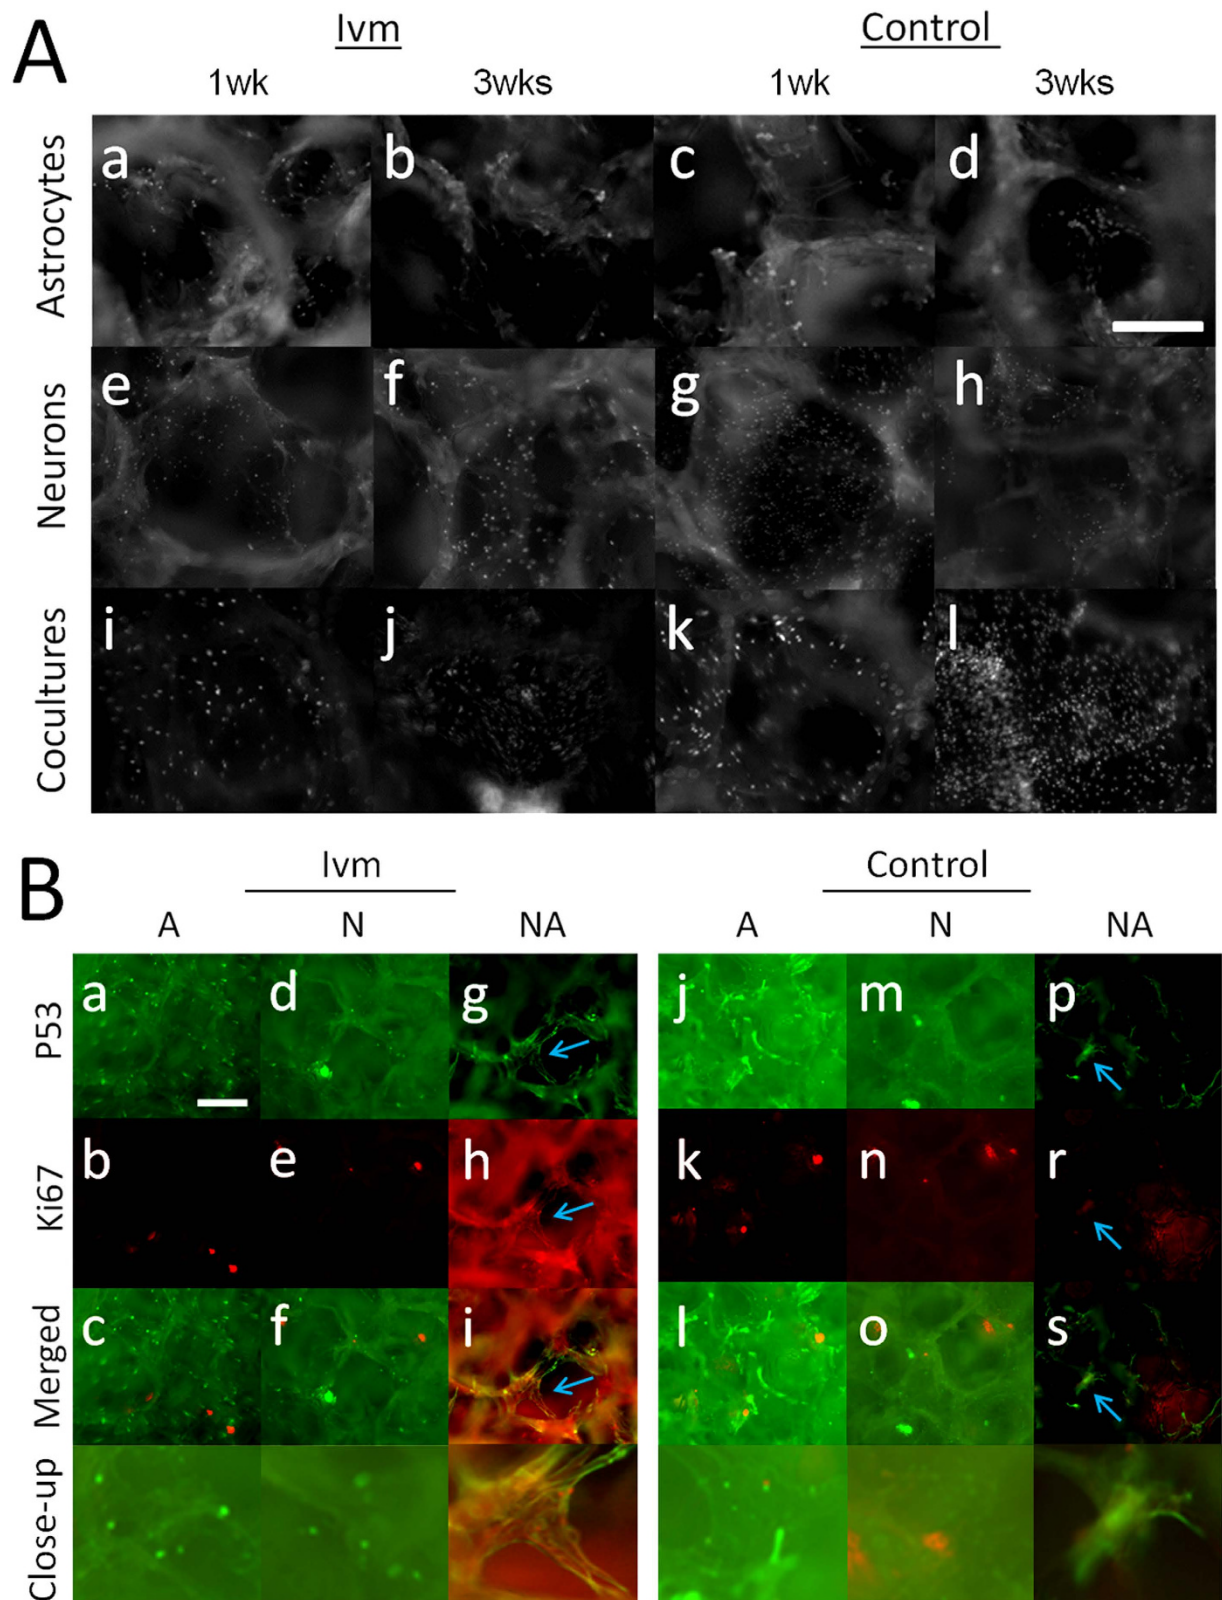 A
Ivm Control
1wk 3wks 1wk 3wks
Astrocytes a b c d
Neurons e f g h
Cocultures i j k l
B
Ivm Control
A N NA A N NA
P53 a d g j m p
Ki67 b e h k n r
Merged c f i l o s
Close-up